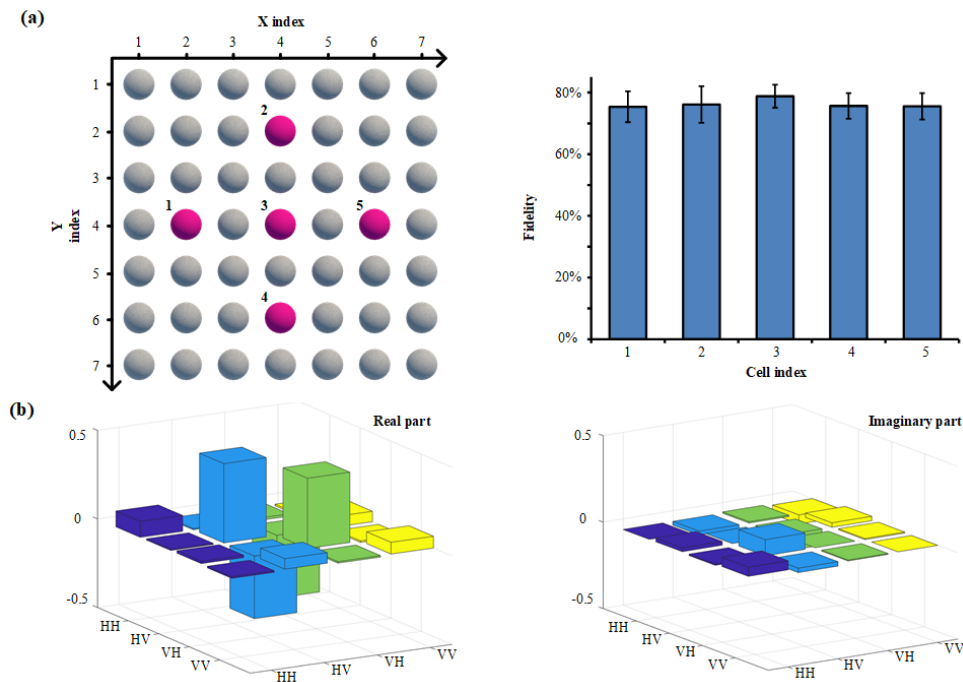 (a)
X index
1 2 3 4 5 6 7
Y
index
1
2
3
4
5
6
7
2
1
3
5
4
80%
60%
40%
20%
0%
Fidelity
1 2 3 4 5
Cell index
(b)
Real part
0.5
0
-0.5
HH
HV
VH
VV
HH
HV
VH
VV
Imaginary part
0.5
0
-0.5
HH
HV
VH
VV
HH
HV
VH
VV